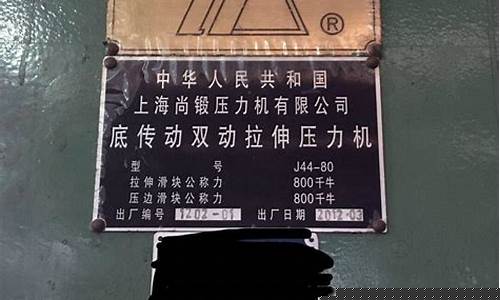 中华人民共和国
上海尚锻压力机有限公司
底传动双动拉伸压力机
型 号 J44-80
拉伸滑块公称力 800千牛
压边滑块公称力 800千牛
出厂编号 1202-01 出厂日期 2012-03